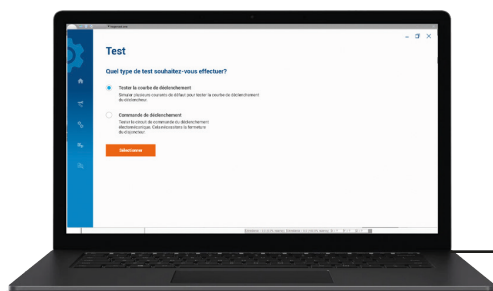 Test
Quel type de test souhaitez-vous effectuer?
Tester la courbe de déclenchement
Simuler plusieurs courants de défaut pour tester la courbe de déclenchement
du déclencheur.
Commande de déclenchement
Tester le circuit de commande du déclenchement
électromécanique. Cela nécessitera la fermeture
du disjoncteur
Sélectionner